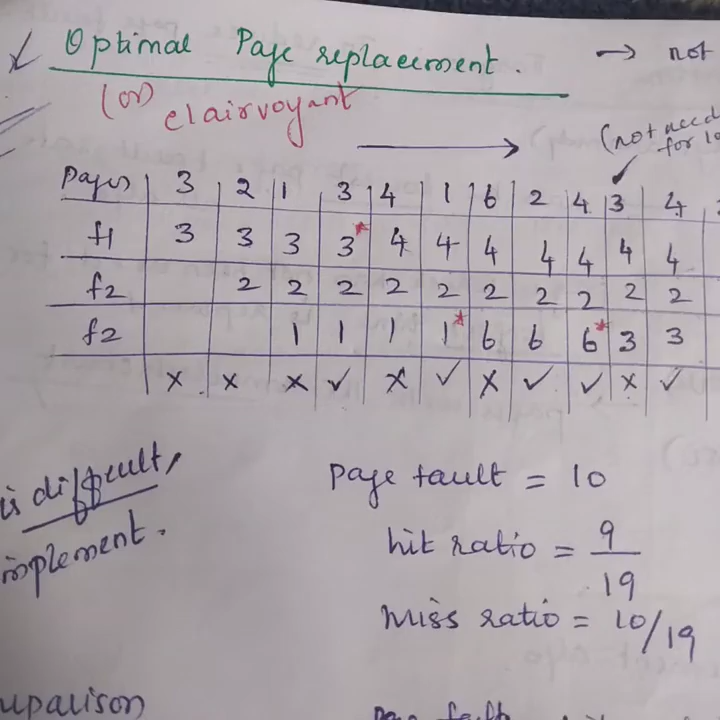 Optimal Page replacement. → not
(or) clairvoyant
(not need
for lo
Pages 3 2 1 3 4 1 6 2 4 3 4
f1 3 3 3 3* 4 4 4 4 4 4 4
f2 2 2 2 2 2 2 2 2 2 2
f2 1 1 1 1* 6 6 6* 3 3
x x x ✓ x ✓ x ✓ ✓ x ✓
is difficult,
implement.
Page fault = 10
hit ratio = 9/19
Miss ratio = 10/19
mparison